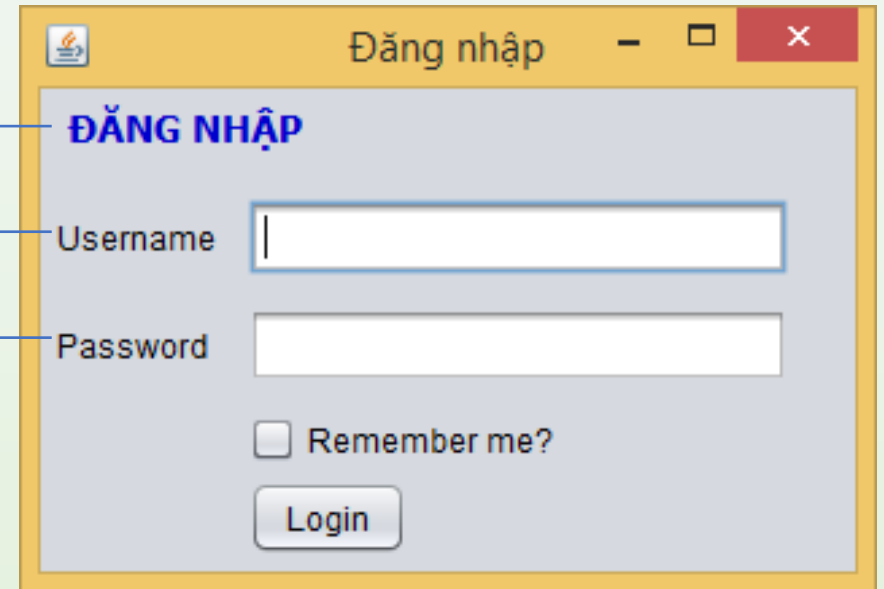 Đăng nhập
ĐĂNG NHẬP
Username
Password
Remember me?
Login